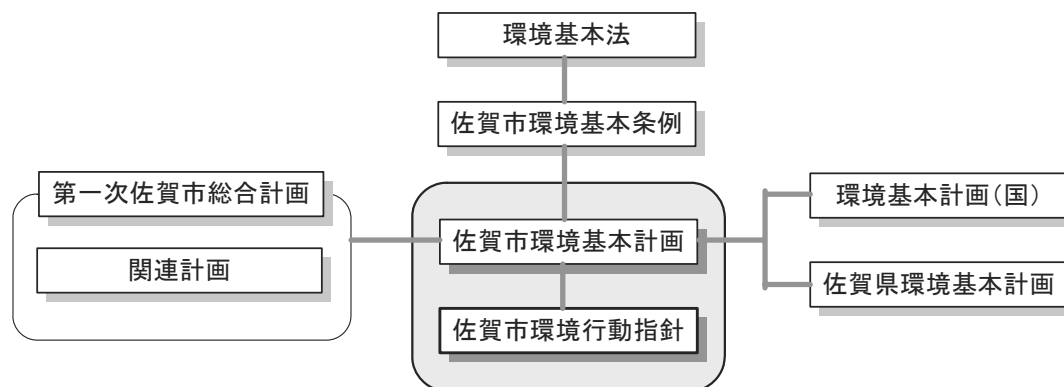 環境基本法
佐賀市環境基本条例
第一次佐賀市総合計画
関連計画
佐賀市環境基本計画
佐賀市環境行動指針
環境基本計画（国）
佐賀県環境基本計画